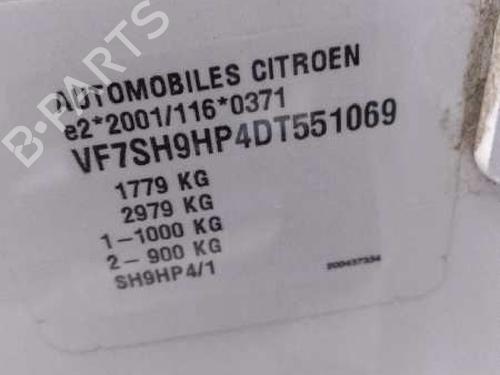 B-PARTS
AUTOMOBILES CITROEN
e2*2001/116*0371
VF7SH9HP4DT551069
1779 KG
2979 KG
1-1000 KG
2-900 KG
SH9HP4/1